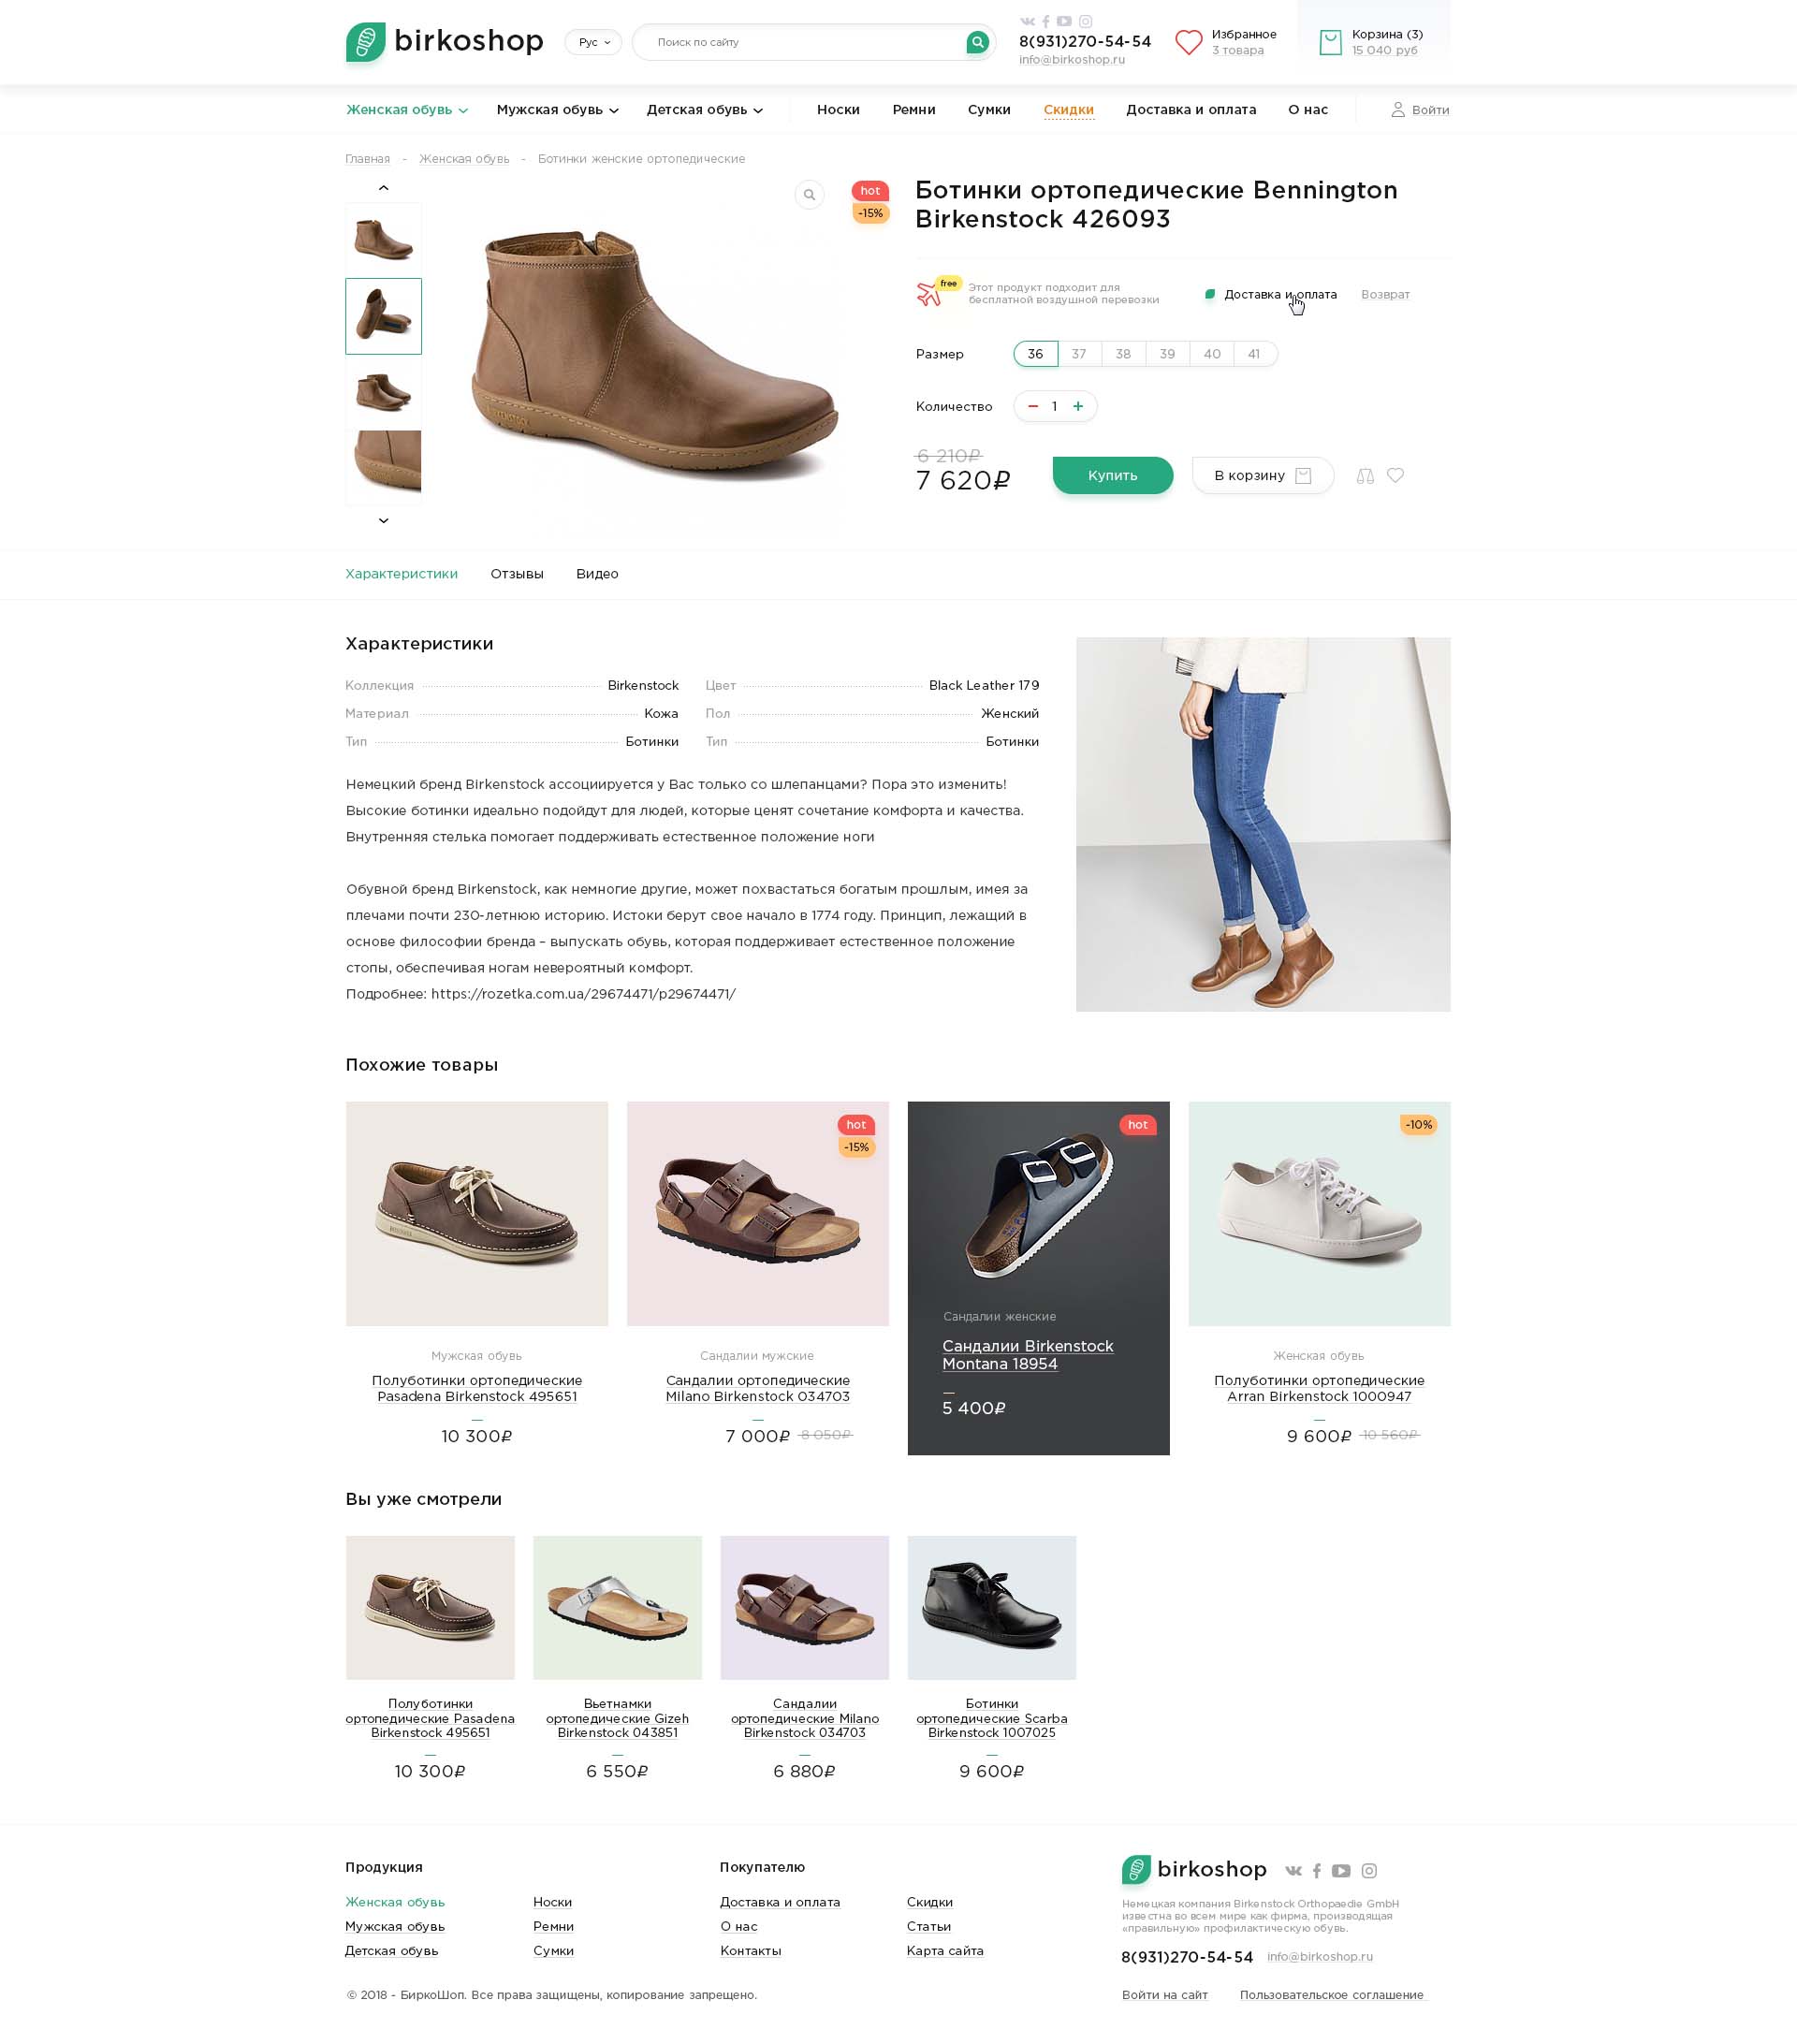 birkoshop
Рус
Поиск по сайту
8(931)270-54-54
info@birkoshop.ru
Избранное
3 товара
Корзина (3)
15 040 руб
Женская обувь
Мужская обувь
Детская обувь
Носки
Ремни
Сумки
Скидки
Доставка и оплата
О нас
Войти
Главная - Женская обувь - Ботинки женские ортопедические
hot
-15%
Ботинки ортопедические Bennington
Birkenstock 426093
free
Этот продукт подходит для
бесплатной воздушной перевозки
Доставка и оплата
Возврат
Размер
36 37 38 39 40 41
Количество
1
6 210₽
7 620₽
Купить
В корзину
Характеристики
Отзывы
Видео
Характеристики
Коллекция Birkenstock
Цвет Black Leather 179
Материал Кожа
Пол Женский
Тип Ботинки
Тип Ботинки
Немецкий бренд Birkenstock ассоциируется у Вас только со шлепанцами? Пора это изменить!
Высокие ботинки идеально подойдут для людей, которые ценят сочетание комфорта и качества.
Внутренняя стелька помогает поддерживать естественное положение ноги
Обувной бренд Birkenstock, как немногие другие, может похвастаться богатым прошлым, имея за
плечами почти 230-летнюю историю. Истоки берут свое начало в 1774 году. Принцип, лежащий в
основе философии бренда – выпускать обувь, которая поддерживает естественное положение
стопы, обеспечивая ногам невероятный комфорт.
Подробнее: https://rozetka.com.ua/29674471/p29674471/
Похожие товары
Мужская обувь
Полуботинки ортопедические
Pasadena Birkenstock 495651
10 300₽
hot
-15%
Сандалии мужские
Сандалии ортопедические
Milano Birkenstock 034703
7 000₽ 8 050₽
hot
Сандалии женские
Сандалии Birkenstock
Montana 18954
5 400₽
-10%
Женская обувь
Полуботинки ортопедические
Arran Birkenstock 1000947
9 600₽ 10 560₽
Вы уже смотрели
Полуботинки
ортопедические Pasadena
Birkenstock 495651
10 300₽
Вьетнамки
ортопедические Gizeh
Birkenstock 043851
6 550₽
Сандалии
ортопедические Milano
Birkenstock 034703
6 880₽
Ботинки
ортопедические Scarba
Birkenstock 1007025
9 600₽
Продукция
Женская обувь
Мужская обувь
Детская обувь
Носки
Ремни
Сумки
Покупателю
Доставка и оплата
О нас
Контакты
Скидки
Статьи
Карта сайта
birkoshop
Немецкая компания Birkenstock Orthopaedie GmbH
известна во всем мире как фирма, производящая
«правильную» профилактическую обувь.
8(931)270-54-54
info@birkoshop.ru
© 2018 - БиркоШоп. Все права защищены, копирование запрещено.
Войти на сайт
Пользовательское соглашение